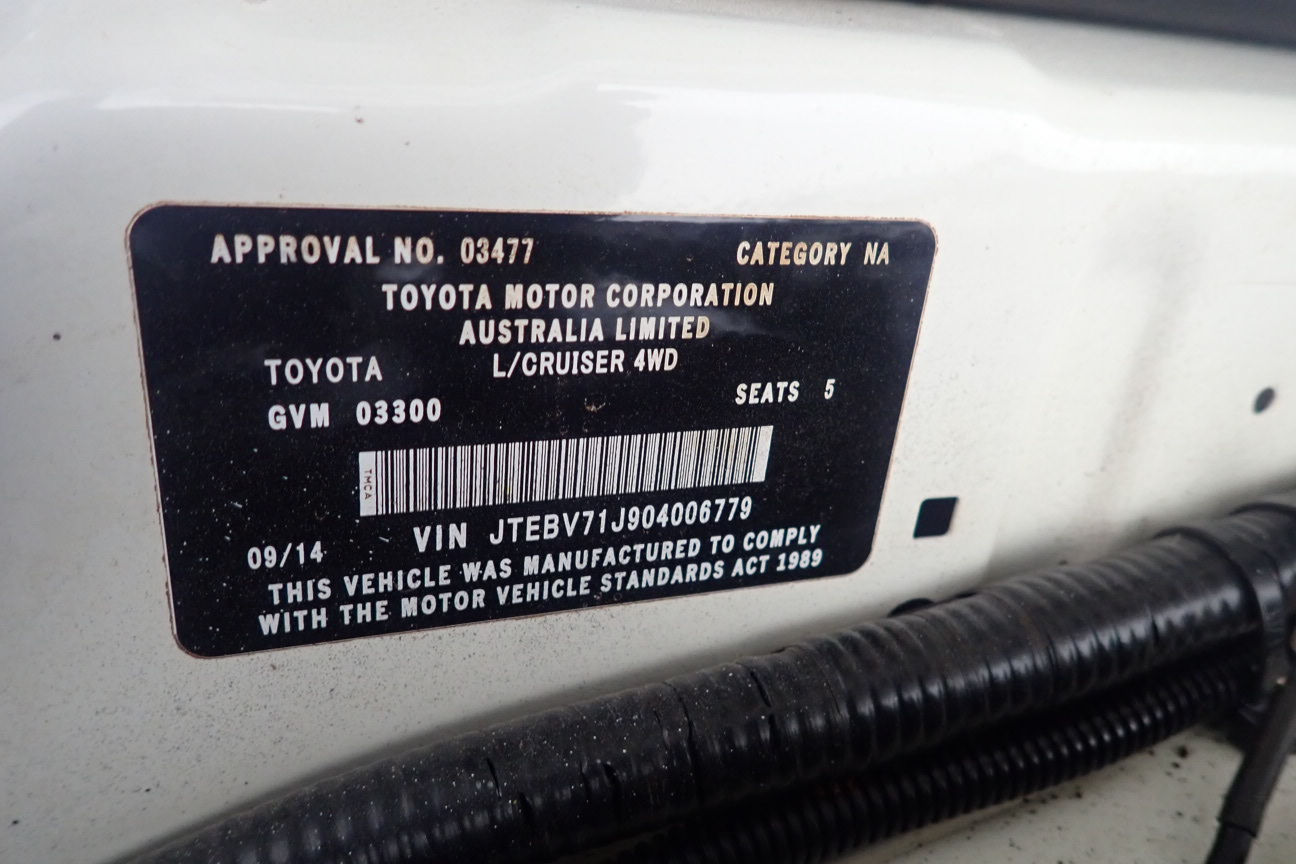 APPROVAL NO. 03477 CATEGORY NA
TOYOTA MOTOR CORPORATION
AUSTRALIA LIMITED
TOYOTA L/CRUISER 4WD
GVM 03300 SEATS 5
TMCA
09/14 VIN JTEBV71J904006779
THIS VEHICLE WAS MANUFACTURED TO COMPLY
WITH THE MOTOR VEHICLE STANDARDS ACT 1989